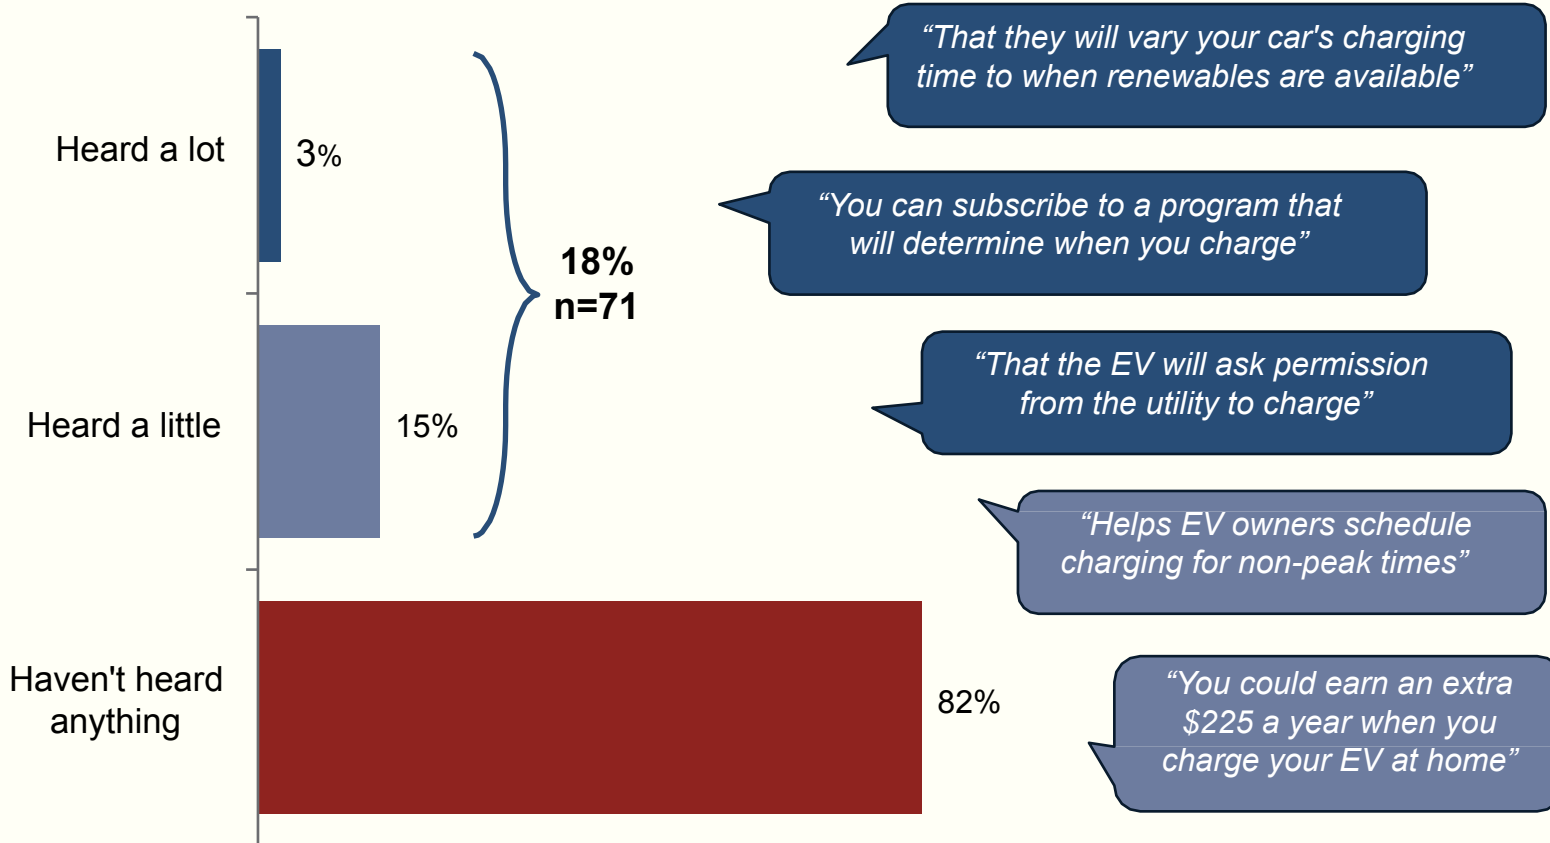 “That they will vary your car's charging
time to when renewables are available”
Heard a lot
3%
“You can subscribe to a program that
will determine when you charge”
18%
n=71
“That the EV will ask permission
from the utility to charge”
Heard a little
15%
“Helps EV owners schedule
charging for non-peak times”
Haven't heard
anything
82%
“You could earn an extra
$225 a year when you
charge your EV at home”